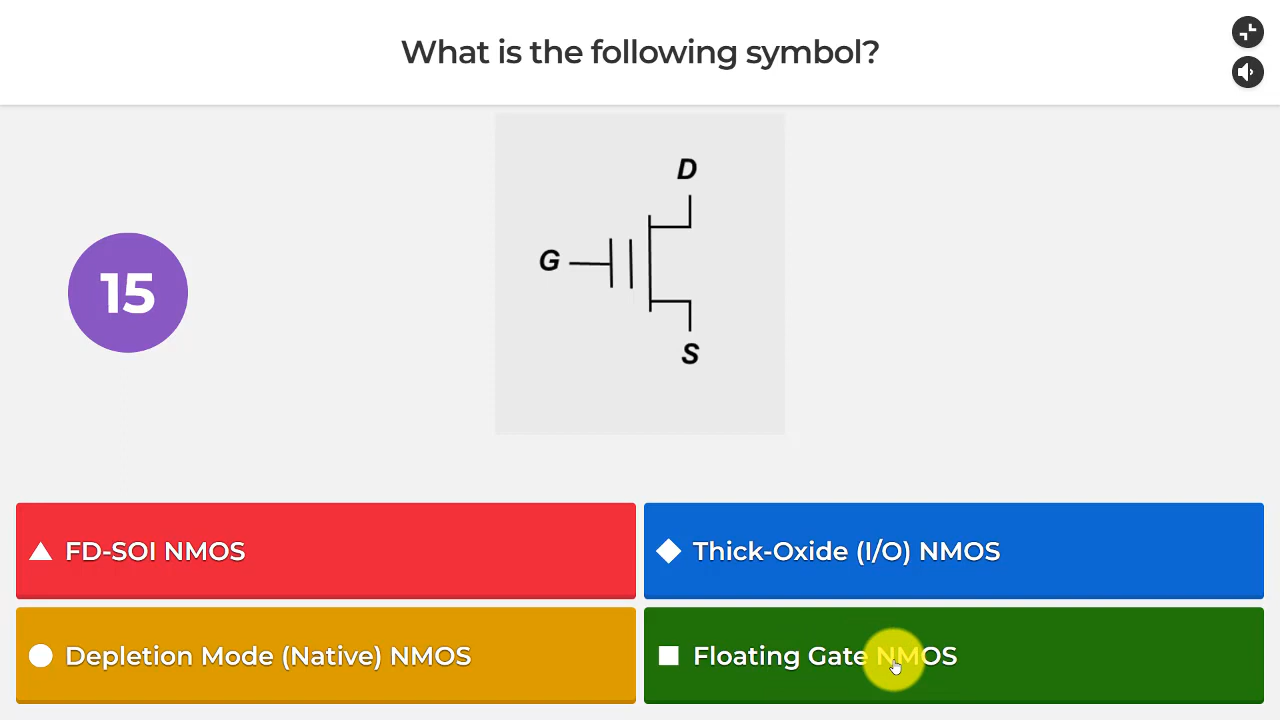 What is the following symbol?
D
G
S
15
FD-SOI NMOS
Thick-Oxide (I/O) NMOS
Depletion Mode (Native) NMOS
Floating Gate NMOS